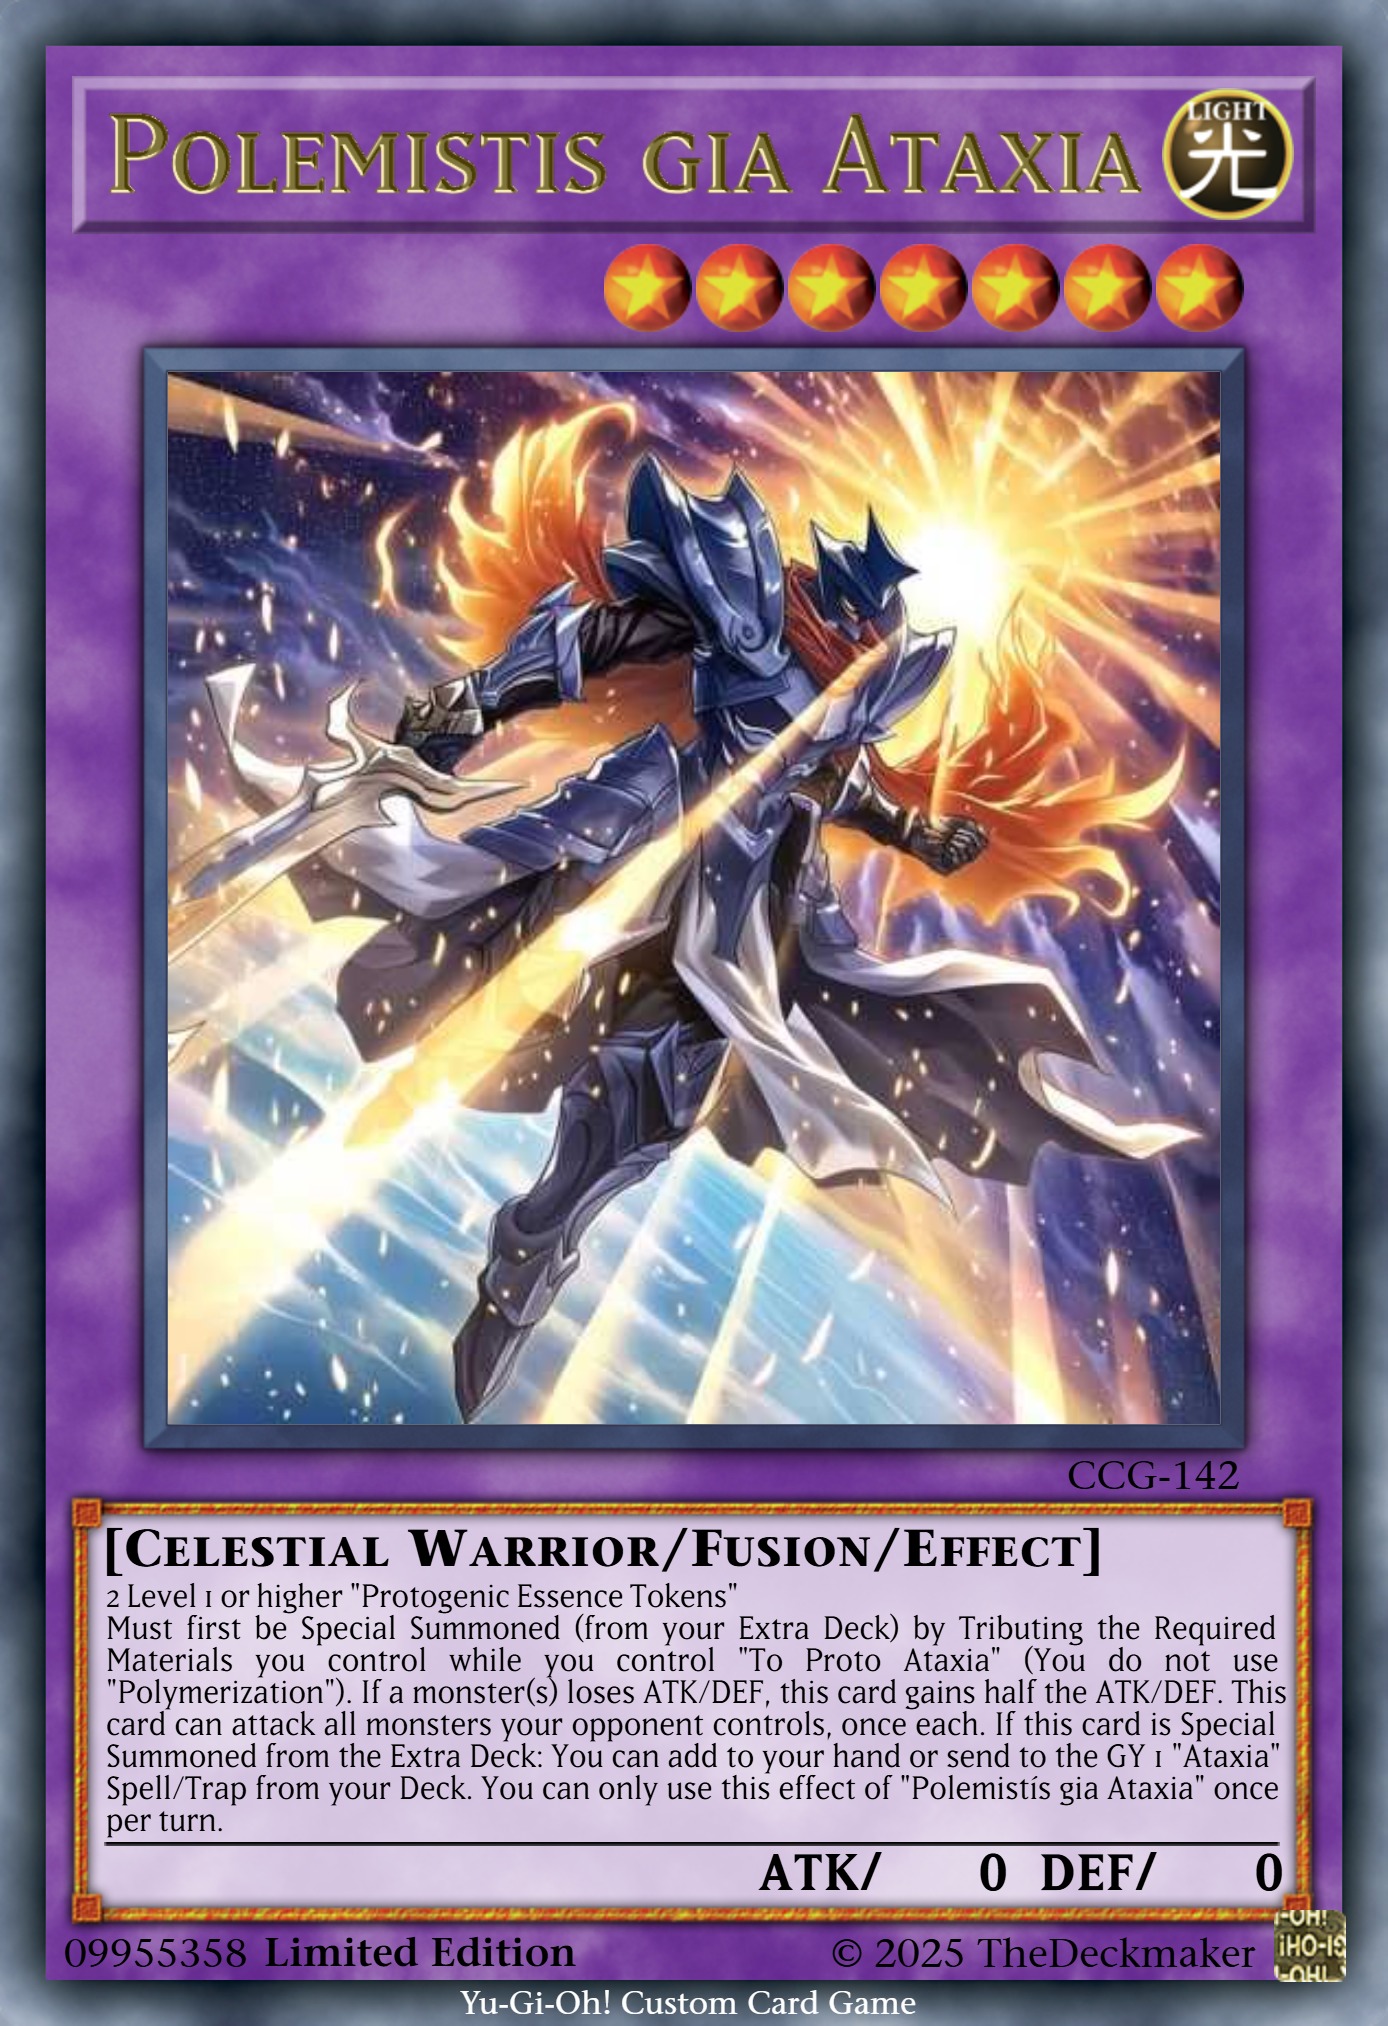 Polemistis gia Ataxia
LIGHT
光
CCG-142
[Celestial Warrior/Fusion/Effect]
2 Level 1 or higher "Protogenic Essence Tokens"
Must first be Special Summoned (from your Extra Deck) by Tributing the Required
Materials you control while you control "To Proto Ataxia" (You do not use
"Polymerization"). If a monster(s) loses ATK/DEF, this card gains half the ATK/DEF. This
card can attack all monsters your opponent controls, once each. If this card is Special
Summoned from the Extra Deck: You can add to your hand or send to the GY 1 "Ataxia"
Spell/Trap from your Deck. You can only use this effect of "Polemistís gia Ataxia" once
per turn.
ATK/ 0 DEF/ 0
09955358 Limited Edition © 2025 TheDeckmaker
Yu-Gi-Oh! Custom Card Game